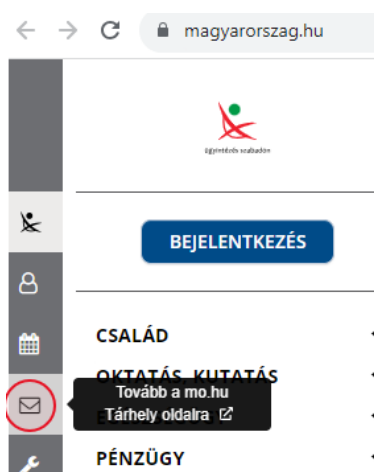 magyarorszag.hu
ügyintézés szabadon
BEJELENTKEZÉS
CSALÁD
OKTATÁS, KUTATÁS
Tovább a mo.hu
Tárhely oldalra
PÉNZÜGY